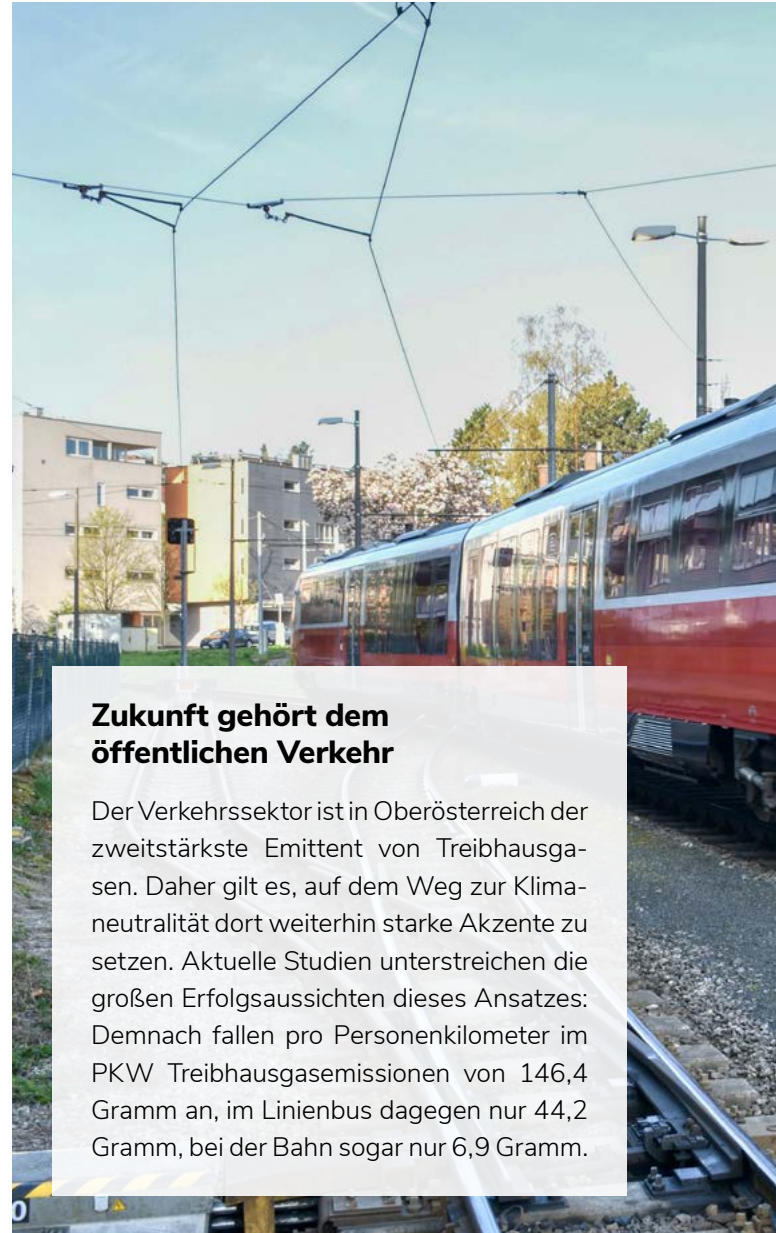 Zukunft gehört dem
öffentlichen Verkehr
Der Verkehrssektor ist in Oberösterreich der
zweitstärkste Emittent von Treibhausga-
sen. Daher gilt es, auf dem Weg zur Klima-
neutralität dort weiterhin starke Akzente zu
setzen. Aktuelle Studien unterstreichen die
großen Erfolgsaussichten dieses Ansatzes:
Demnach fallen pro Personenkilometer im
PKW Treibhausgasemissionen von 146,4
Gramm an, im Linienbus dagegen nur 44,2
Gramm, bei der Bahn sogar nur 6,9 Gramm.
0